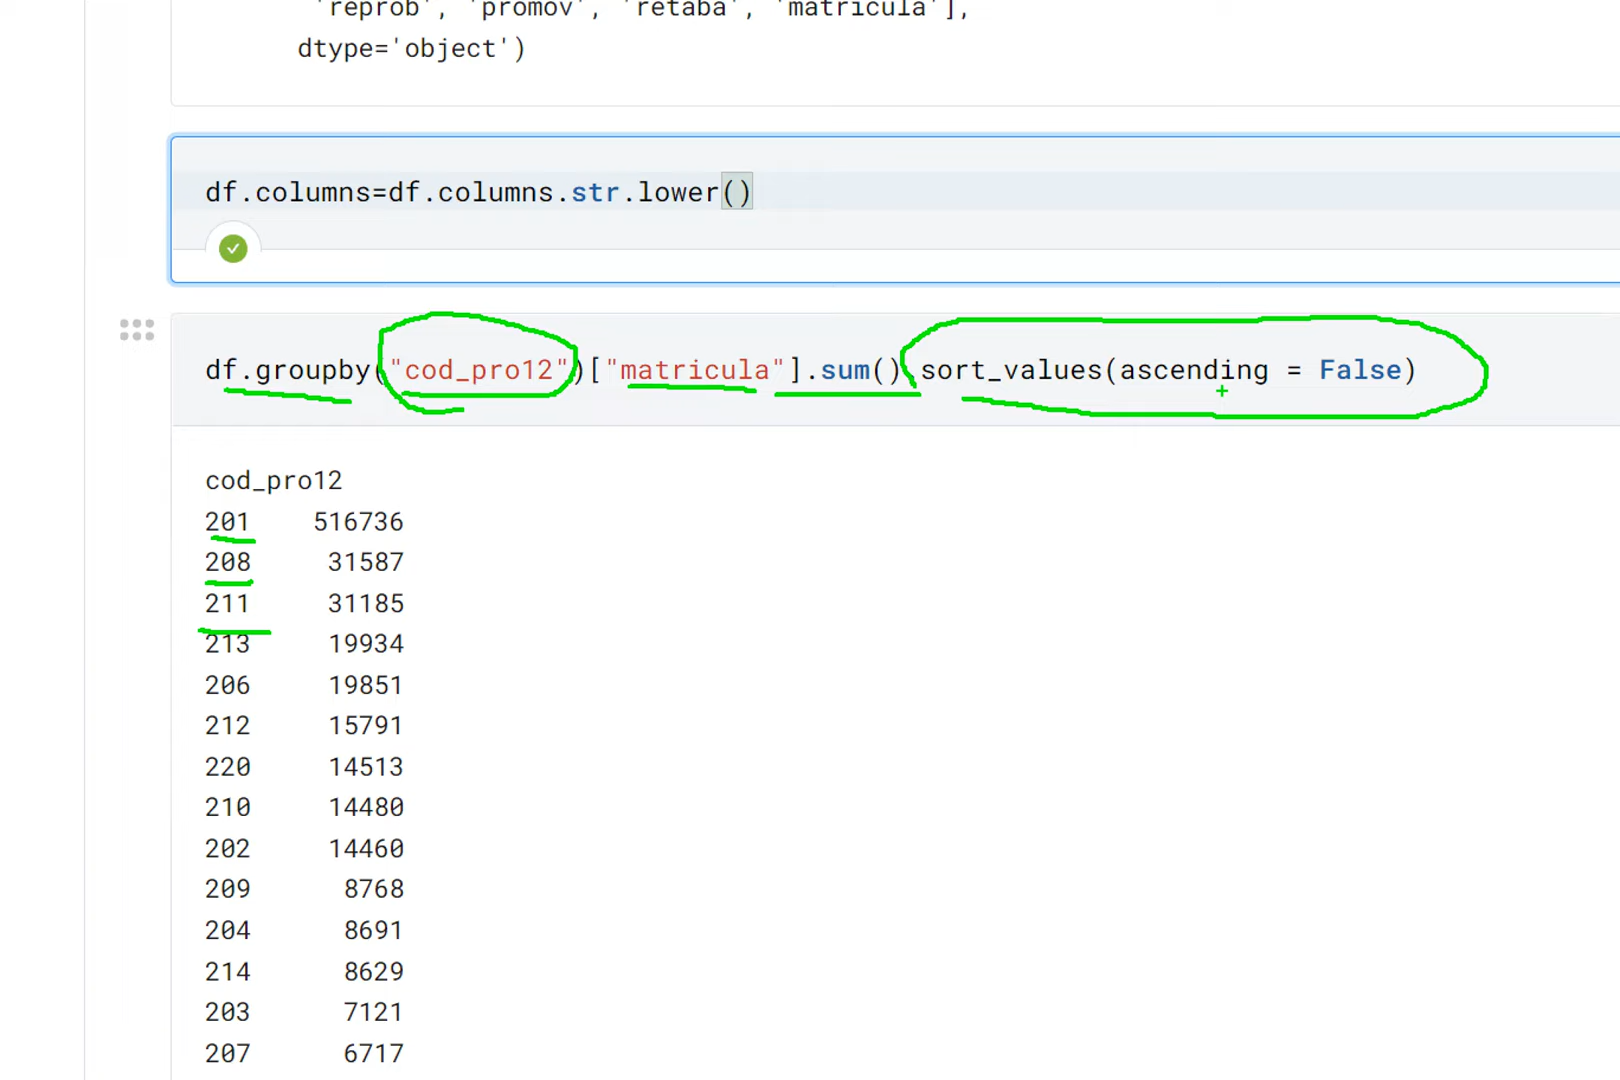 'reprob', 'promov', 'retaba', 'matricula'],
dtype='object')
df.columns=df.columns.str.lower()
df.groupby("cod_pro12")["matricula"].sum().sort_values(ascending = False)
cod_pro12
201 516736
208 31587
211 31185
213 19934
206 19851
212 15791
220 14513
210 14480
202 14460
209 8768
204 8691
214 8629
203 7121
207 6717